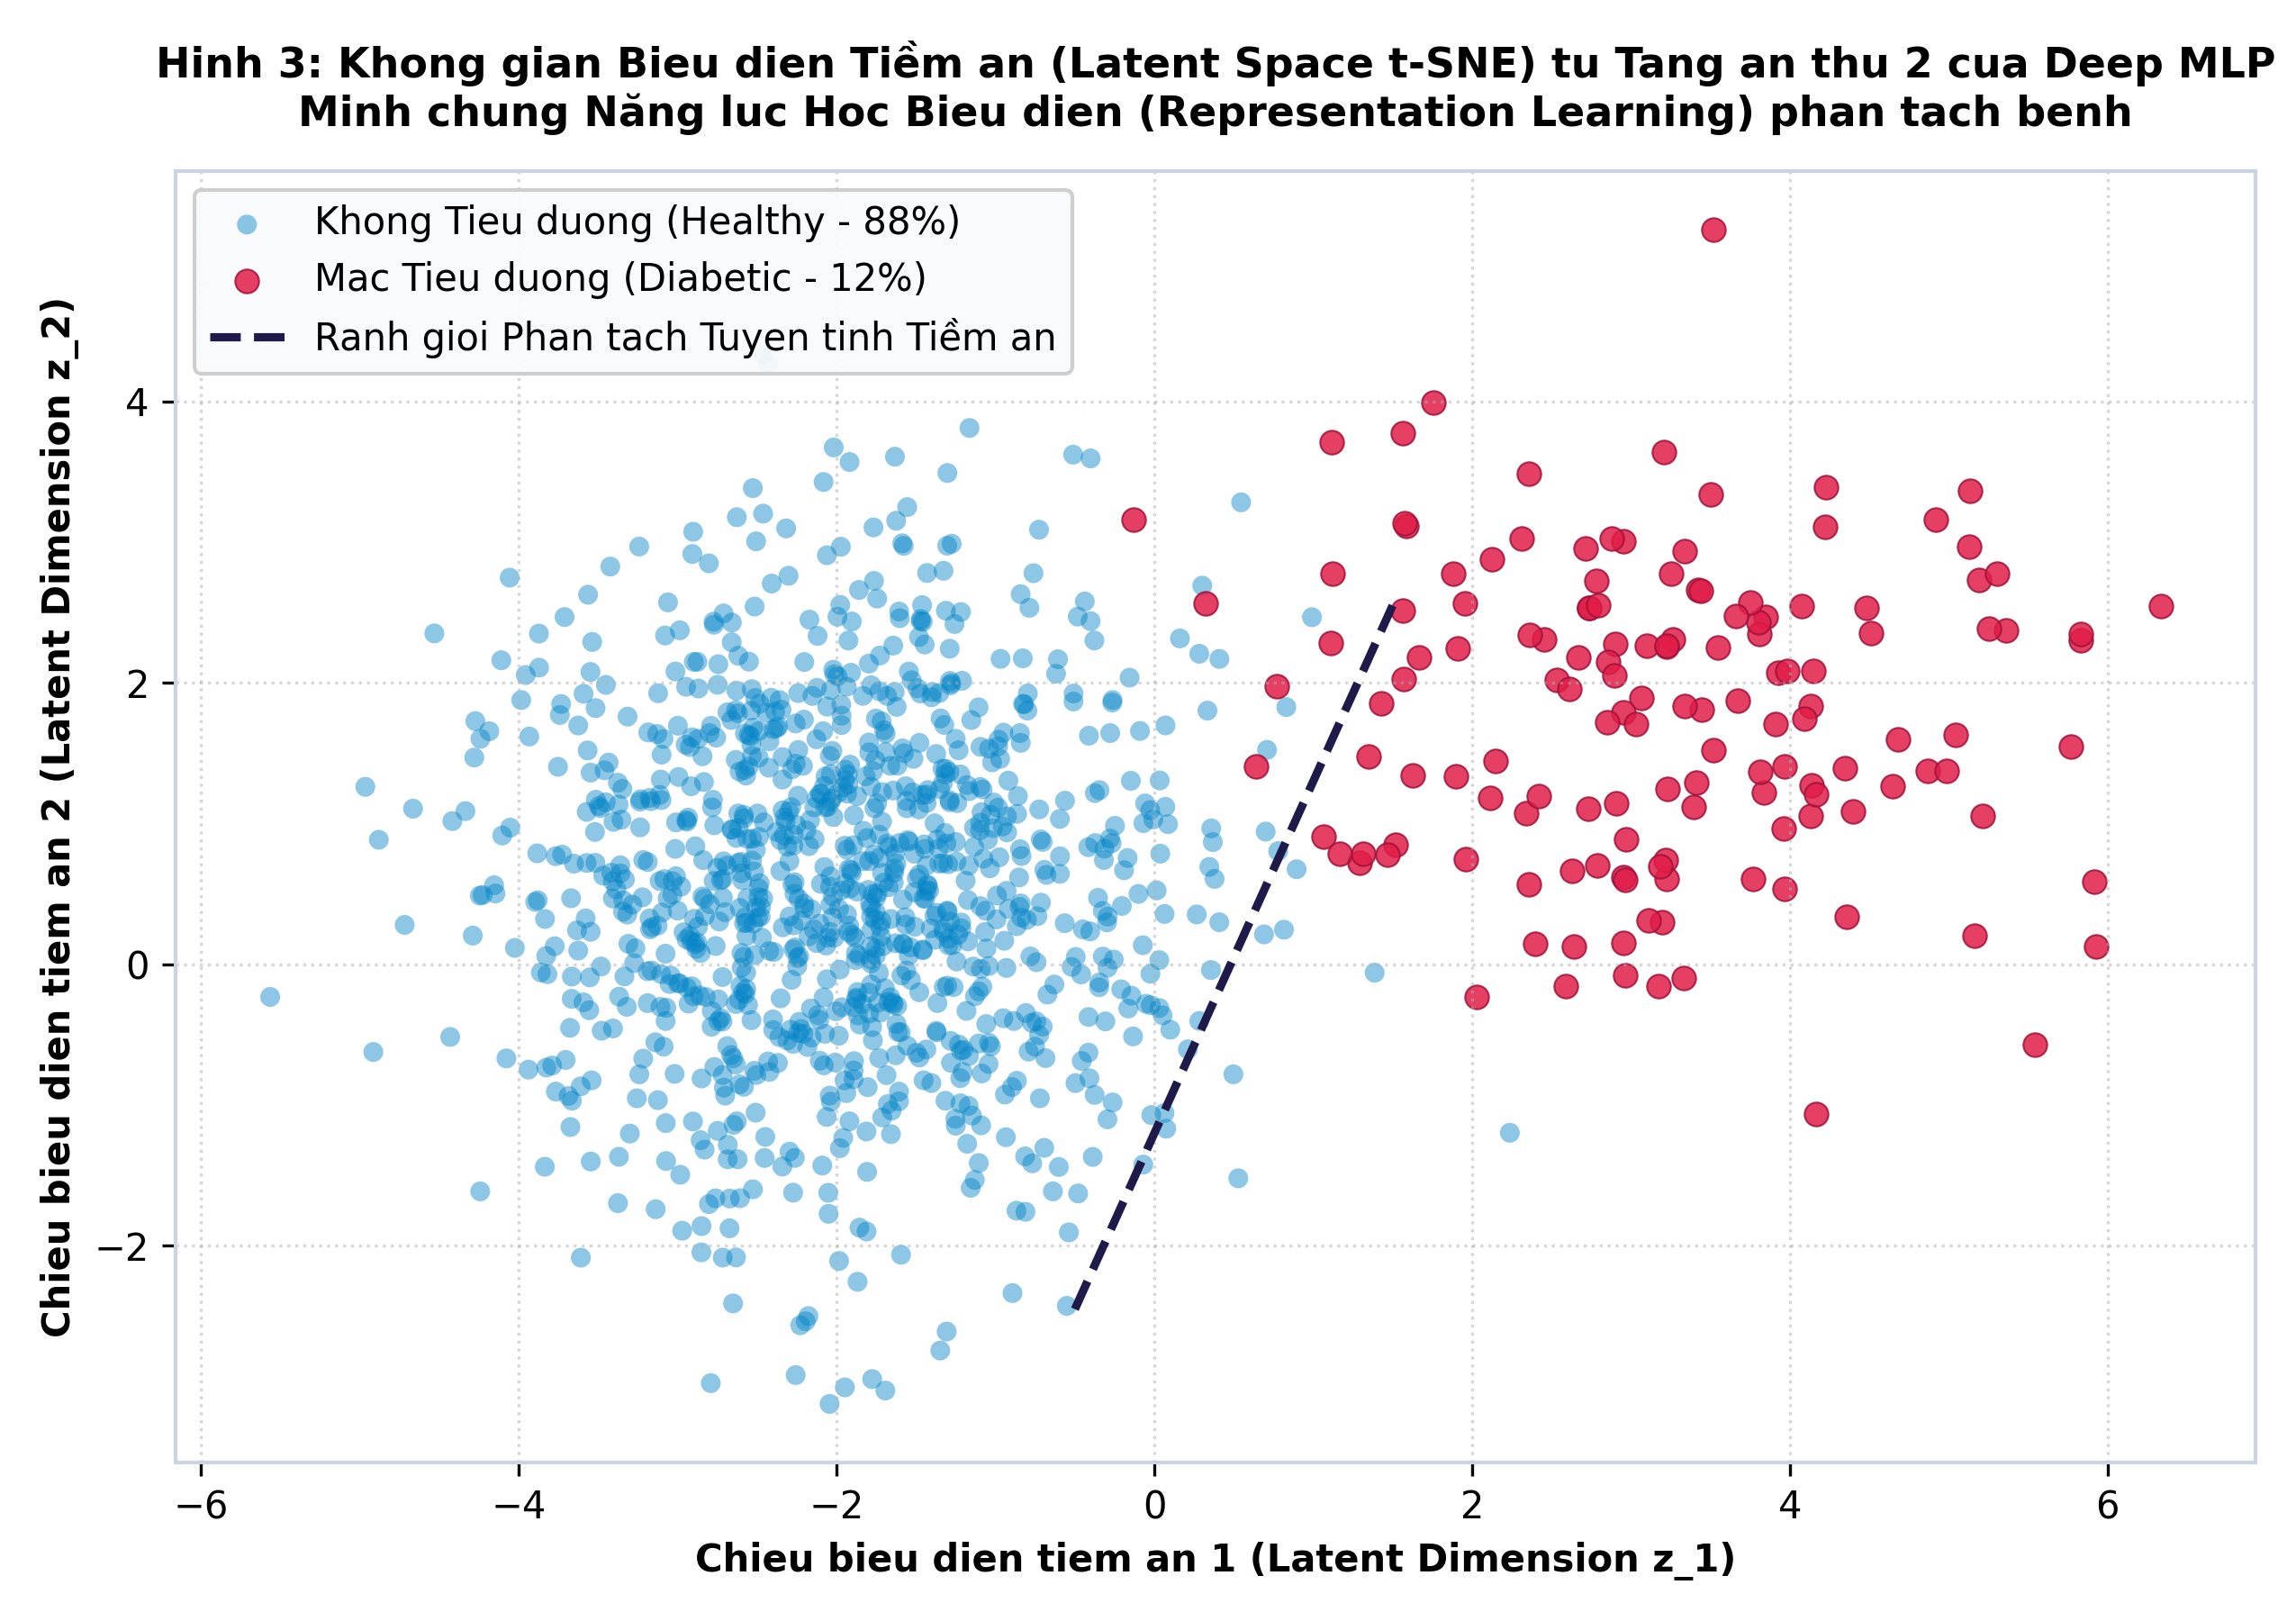 Hinh 3: Khong gian Bieu dien Tiềm an (Latent Space t-SNE) tu Tang an thu 2 cua Deep MLP
Minh chung Năng luc Hoc Bieu dien (Representation Learning) phan tach benh
Khong Tieu duong (Healthy - 88%)
Mac Tieu duong (Diabetic - 12%)
Ranh gioi Phan tach Tuyen tinh Tiềm an
Chieu bieu dien tiem an 2 (Latent Dimension z_2)
4
2
0
−2
−6
−4
−2
0
2
4
6
Chieu bieu dien tiem an 1 (Latent Dimension z_1)